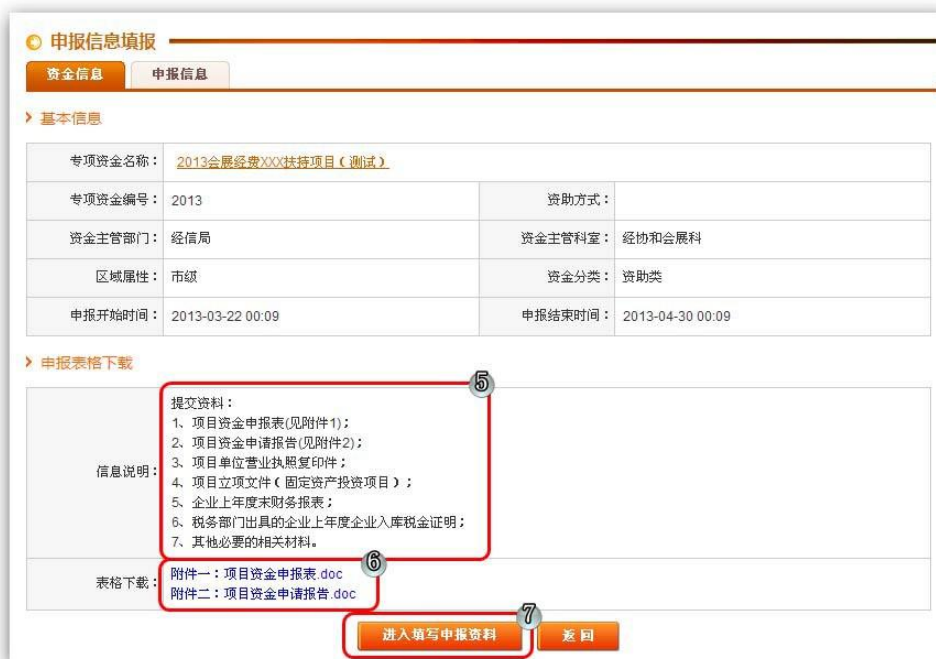 申报信息填报
资金信息 申报信息
基本信息
专项资金名称： 2013会展经费XXX扶持项目（测试）
专项资金编号： 2013 资助方式：
资金主管部门： 经信局 资金主管科室： 经协和会展科
区域属性： 市级 资金分类： 资助类
申报开始时间： 2013-03-22 00:09 申报结束时间： 2013-04-30 00:09
申报表格下载
⑤
提交资料：
1、项目资金申报表(见附件1)；
2、项目资金申请报告(见附件2)；
3、项目单位营业执照复印件；
信息说明： 4、项目立项文件（固定资产投资项目）；
5、企业上年度末财务报表；
6、税务部门出具的企业上年度企业入库税金证明；
7、其他必要的相关材料。
⑥
表格下载： 附件一：项目资金申报表.doc
附件二：项目资金申请报告.doc
⑦
进入填写申报资料 返回